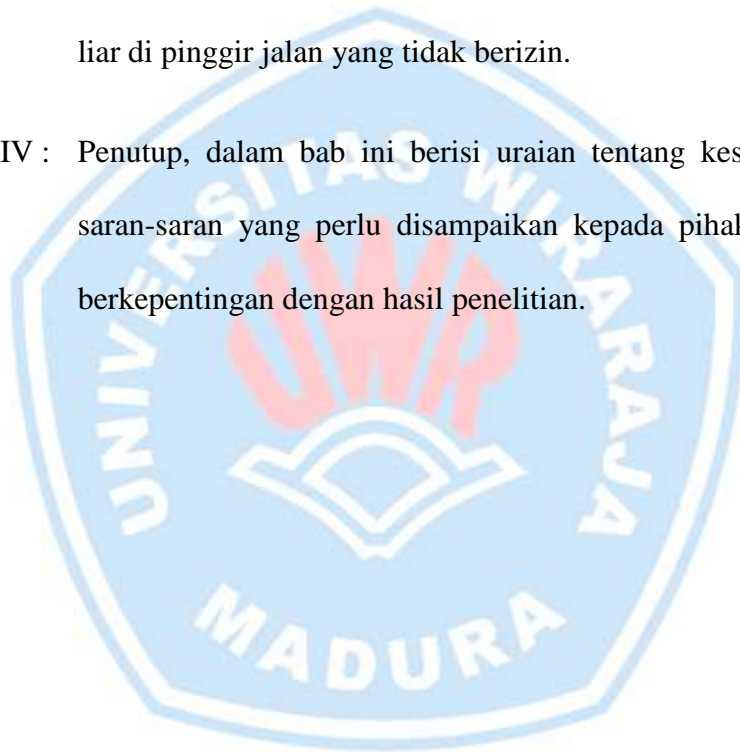 liar di pinggir jalan yang tidak berizin.
IV : Penutup, dalam bab ini berisi uraian tentang kes
saran-saran yang perlu disampaikan kepada pihak
berkepentingan dengan hasil penelitian.
UNIVERSITAS WIRARAJA
UWR
MADURA